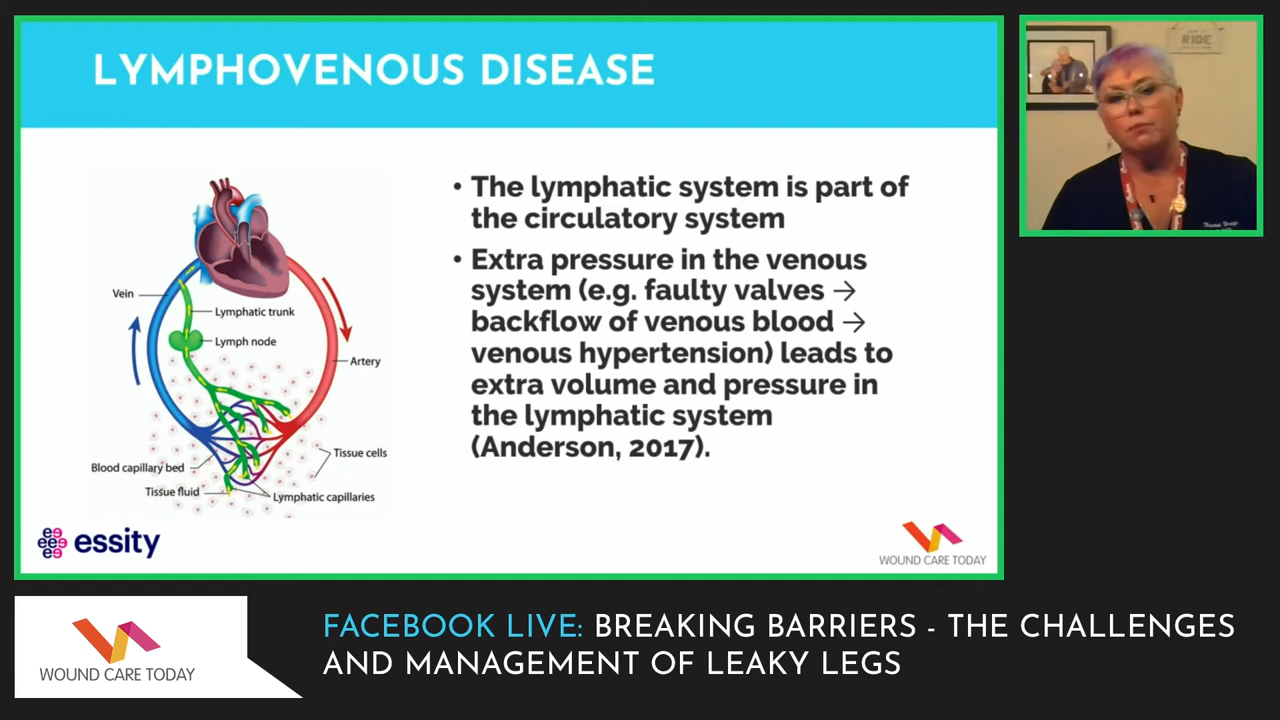 LYMPHOVENOUS DISEASE
• The lymphatic system is part of
the circulatory system
• Extra pressure in the venous
system (e.g. faulty valves →
backflow of venous blood →
venous hypertension) leads to
extra volume and pressure in
the lymphatic system
(Anderson, 2017).
Vein
Lymphatic trunk
Lymph node
Artery
Tissue cells
Blood capillary bed
Tissue fluid
Lymphatic capillaries
essity
WOUND CARE TODAY
RIDE
WOUND CARE TODAY
FACEBOOK LIVE: BREAKING BARRIERS - THE CHALLENGES
AND MANAGEMENT OF LEAKY LEGS